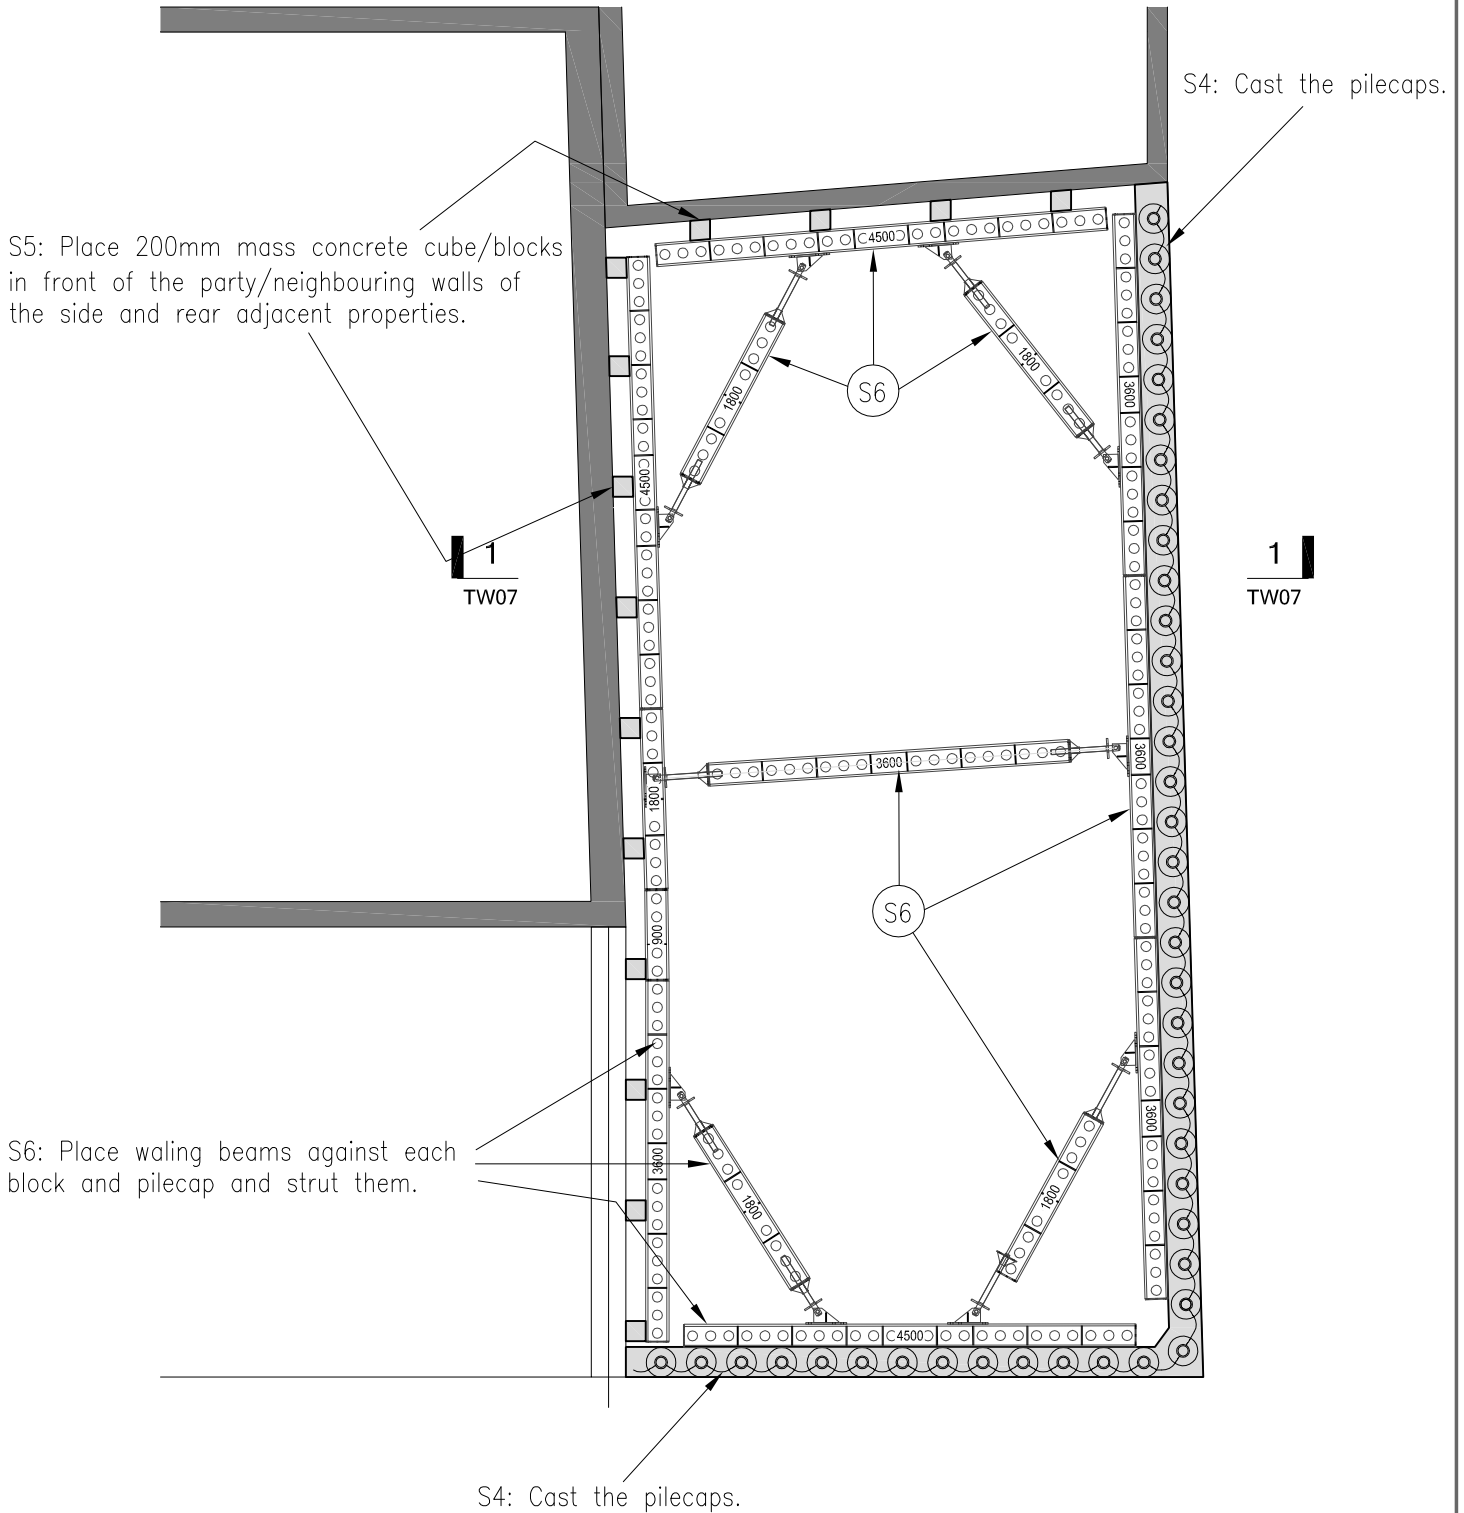 S4: Cast the pilecaps.
S5: Place 200mm mass concrete cube/blocks
in front of the party/neighbouring walls of
the side and rear adjacent properties.
4500
1800
1800
S6
3600
4500
1
TW07
1
TW07
3600
3600
1800
S6
900
S6: Place waling beams against each
block and pilecap and strut them.
3600
3600
1800
1800
4500
S4: Cast the pilecaps.